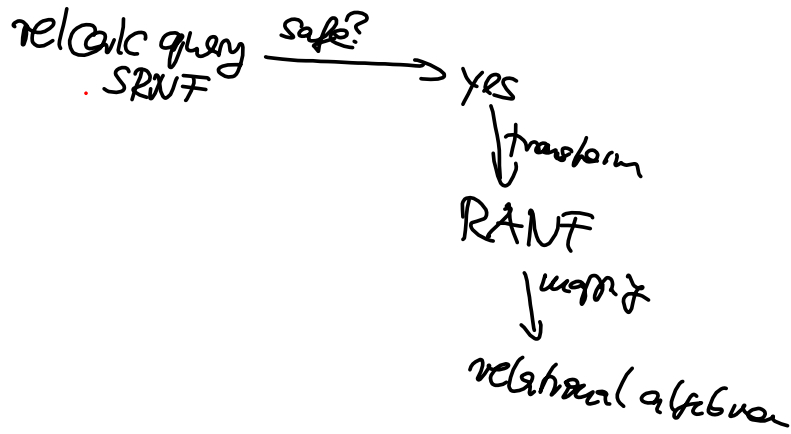 relcalc query
safe?
SRNF
yes
transform
RANF
mapping
relational algebra